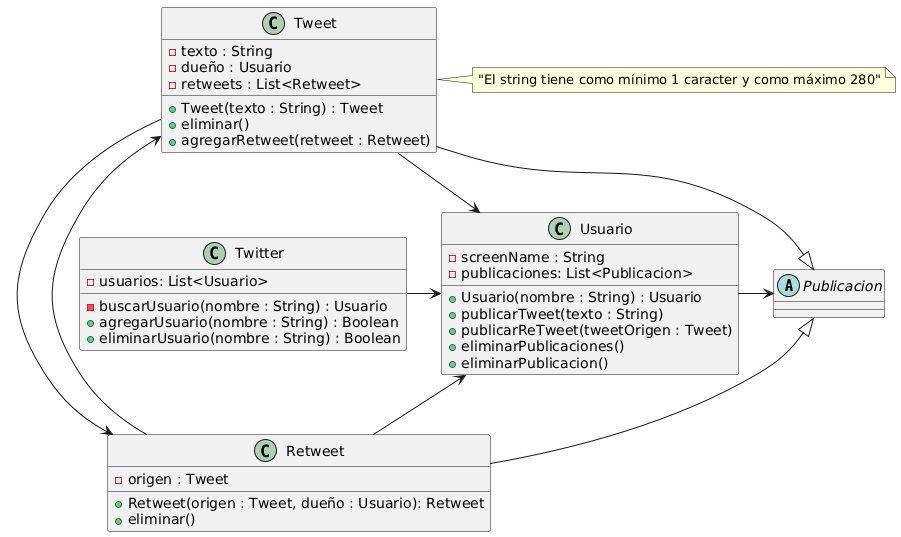 C Tweet
texto : String
dueño : Usuario
retweets : List<Retweet>
Tweet(texto : String) : Tweet
eliminar()
agregarRetweet(retweet : Retweet)
"El string tiene como mínimo 1 caracter y como máximo 280"
C Twitter
usuarios: List<Usuario>
buscarUsuario(nombre : String) : Usuario
agregarUsuario(nombre : String) : Boolean
eliminarUsuario(nombre : String) : Boolean
C Usuario
screenName : String
publicaciones: List<Publicacion>
Usuario(nombre : String) : Usuario
publicarTweet(texto : String)
publicarReTweet(tweetOrigen : Tweet)
eliminarPublicaciones()
eliminarPublicacion()
A Publicacion
C Retweet
origen : Tweet
Retweet(origen : Tweet, dueño : Usuario): Retweet
eliminar()